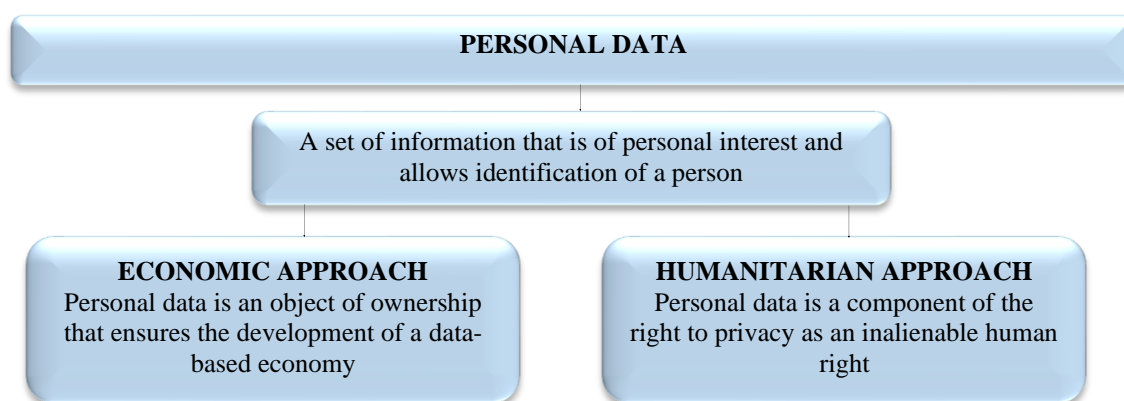 PERSONAL DATA
A set of information that is of personal interest and
allows identification of a person
ECONOMIC APPROACH
Personal data is an object of ownership
that ensures the development of a data-
based economy
HUMANITARIAN APPROACH
Personal data is a component of the
right to privacy as an inalienable human
right